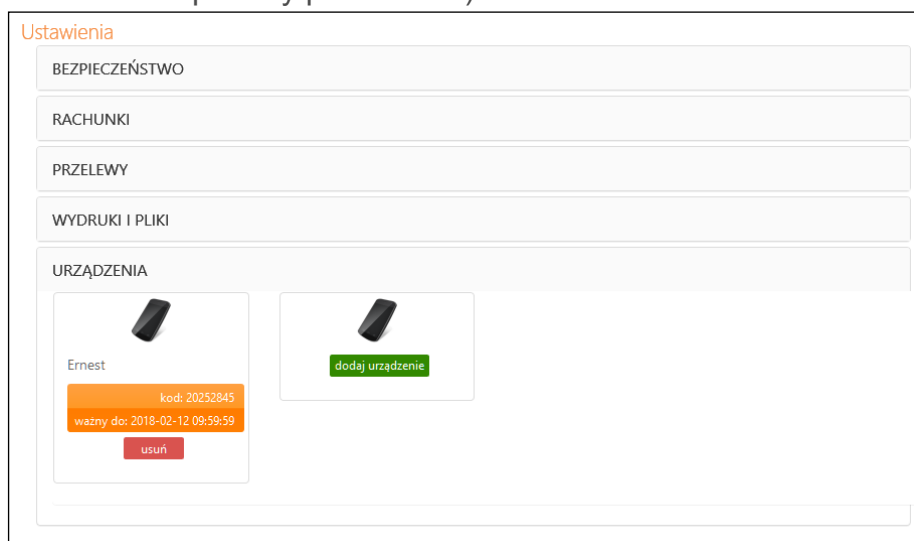 Ustawienia
BEZPIECZEŃSTWO
RACHUNKI
PRZELEWY
WYDRUKI I PLIKI
URZĄDZENIA
Ernest
kod: 20252845
ważny do: 2018-02-12 09:59:59
usuń
dodaj urządzenie